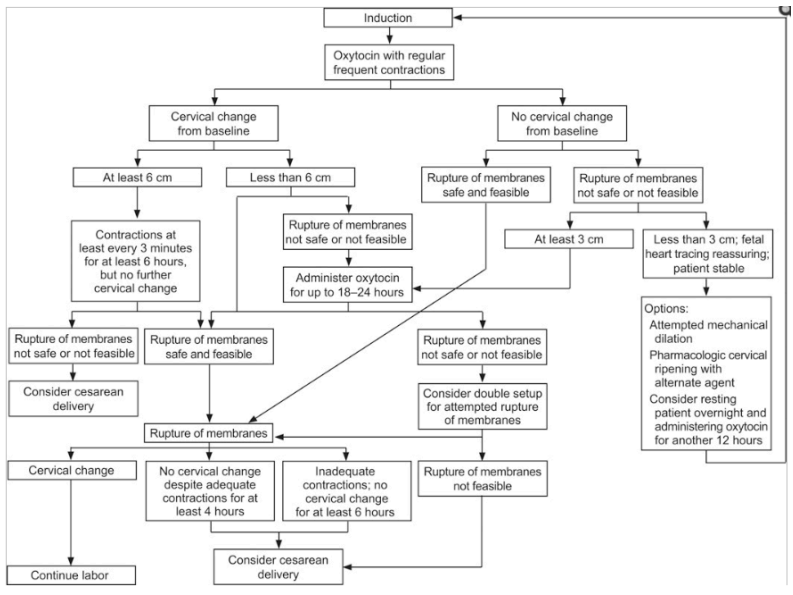 Induction
Oxytocin with regular
frequent contractions
Cervical change
from baseline
No cervical change
from baseline
At least 6 cm
Less than 6 cm
Rupture of membranes
safe and feasible
Rupture of membranes
not safe or not feasible
Contractions at
least every 3 minutes
for at least 6 hours,
but no further
cervical change
Rupture of membranes
not safe or not feasible
At least 3 cm
Less than 3 cm; fetal
heart tracing reassuring;
patient stable
Administer oxytocin
for up to 18–24 hours
Options:
Attempted mechanical
dilation
Pharmacologic cervical
ripening with
alternate agent
Consider resting
patient overnight and
administering oxytocin
for another 12 hours
Rupture of membranes
not safe or not feasible
Rupture of membranes
safe and feasible
Rupture of membranes
not safe or not feasible
Consider cesarean
delivery
Consider double setup
for attempted rupture
of membranes
Rupture of membranes
Cervical change
No cervical change
despite adequate
contractions for at
least 4 hours
Inadequate
contractions; no
cervical change
for at least 6 hours
Rupture of membranes
not feasible
Consider cesarean
delivery
Continue labor